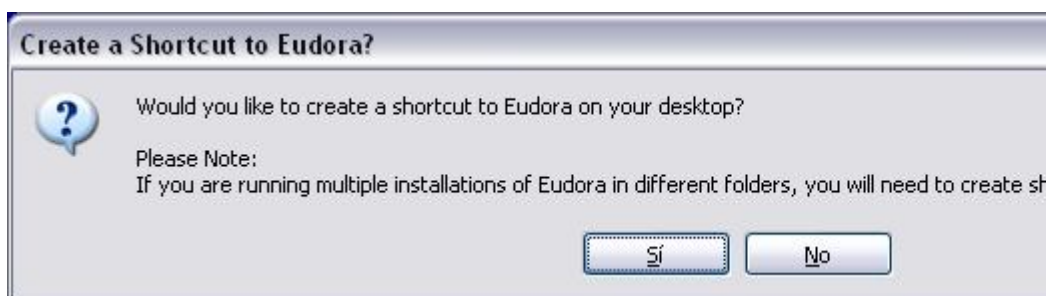 Create a Shortcut to Eudora?
Would you like to create a shortcut to Eudora on your desktop?
Please Note:
If you are running multiple installations of Eudora in different folders, you will need to create sh
Sí
No